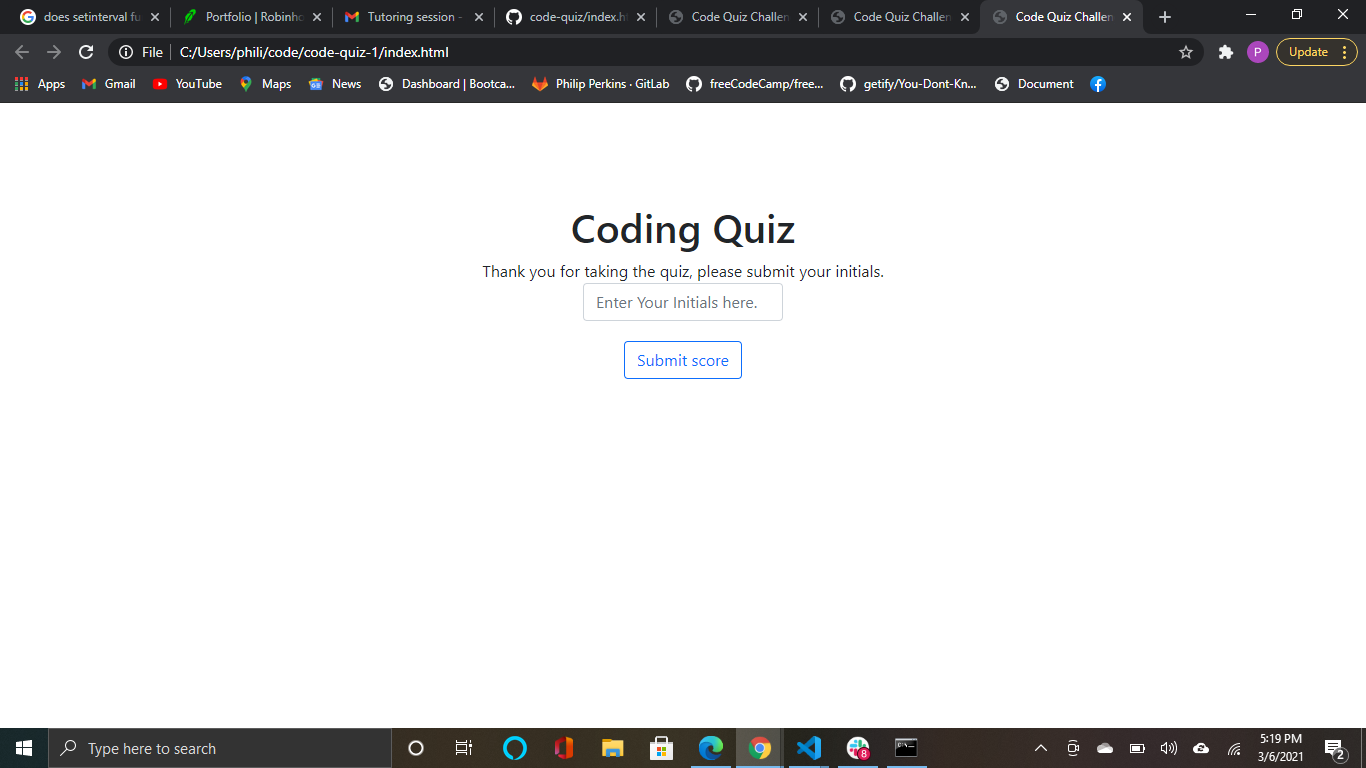 does setinterval fu
Portfolio | Robinho
Tutoring session -
code-quiz/index.ht
Code Quiz Challen
Code Quiz Challen
Code Quiz Challen
File
C:/Users/phili/code/code-quiz-1/index.html
P
Update
Apps
Gmail
YouTube
Maps
News
Dashboard | Bootca...
Philip Perkins · GitLab
freeCodeCamp/free...
getify/You-Dont-Kn...
Document
Coding Quiz
Thank you for taking the quiz, please submit your initials.
Enter Your Initials here.
Submit score
Type here to search
8
5:19 PM
3/6/2021
2